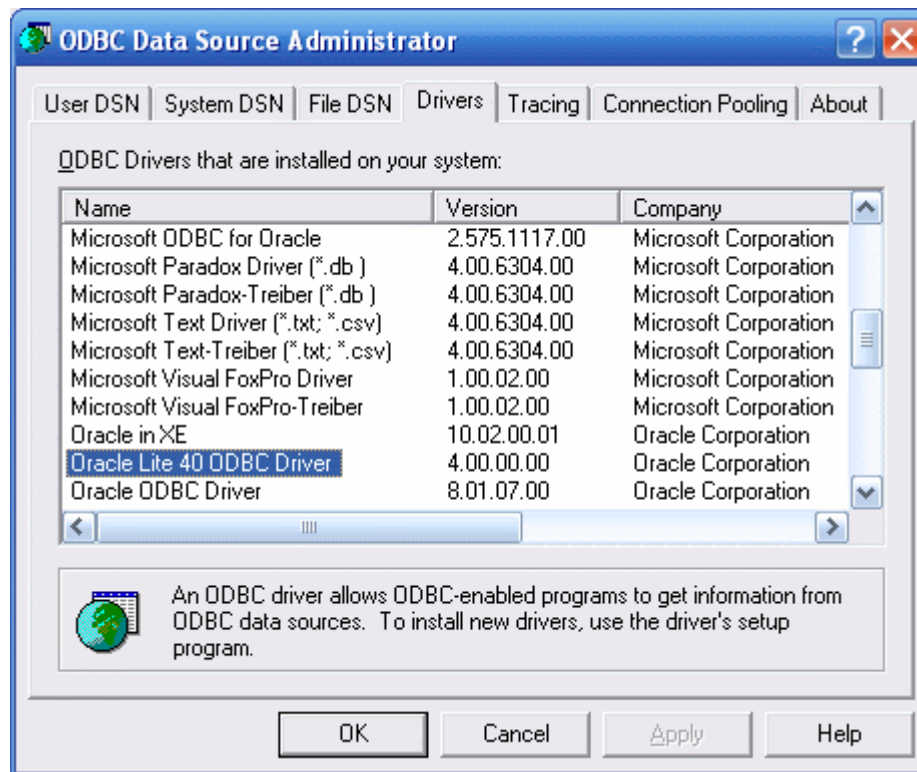 ODBC Data Source Administrator
User DSN System DSN File DSN Drivers Tracing Connection Pooling About
ODBC Drivers that are installed on your system:
Name Version Company
Microsoft ODBC for Oracle 2.575.1117.00 Microsoft Corporation
Microsoft Paradox Driver (*.db ) 4.00.6304.00 Microsoft Corporation
Microsoft Paradox-Treiber (*.db ) 4.00.6304.00 Microsoft Corporation
Microsoft Text Driver (*.txt; *.csv) 4.00.6304.00 Microsoft Corporation
Microsoft Text-Treiber (*.txt; *.csv) 4.00.6304.00 Microsoft Corporation
Microsoft Visual FoxPro Driver 1.00.02.00 Microsoft Corporation
Microsoft Visual FoxPro-Treiber 1.00.02.00 Microsoft Corporation
Oracle in XE 10.02.00.01 Oracle Corporation
Oracle Lite 40 ODBC Driver 4.00.00.00 Oracle Corporation
Oracle ODBC Driver 8.01.07.00 Oracle Corporation
An ODBC driver allows ODBC-enabled programs to get information from
ODBC data sources. To install new drivers, use the driver's setup
program.
OK Cancel Apply Help